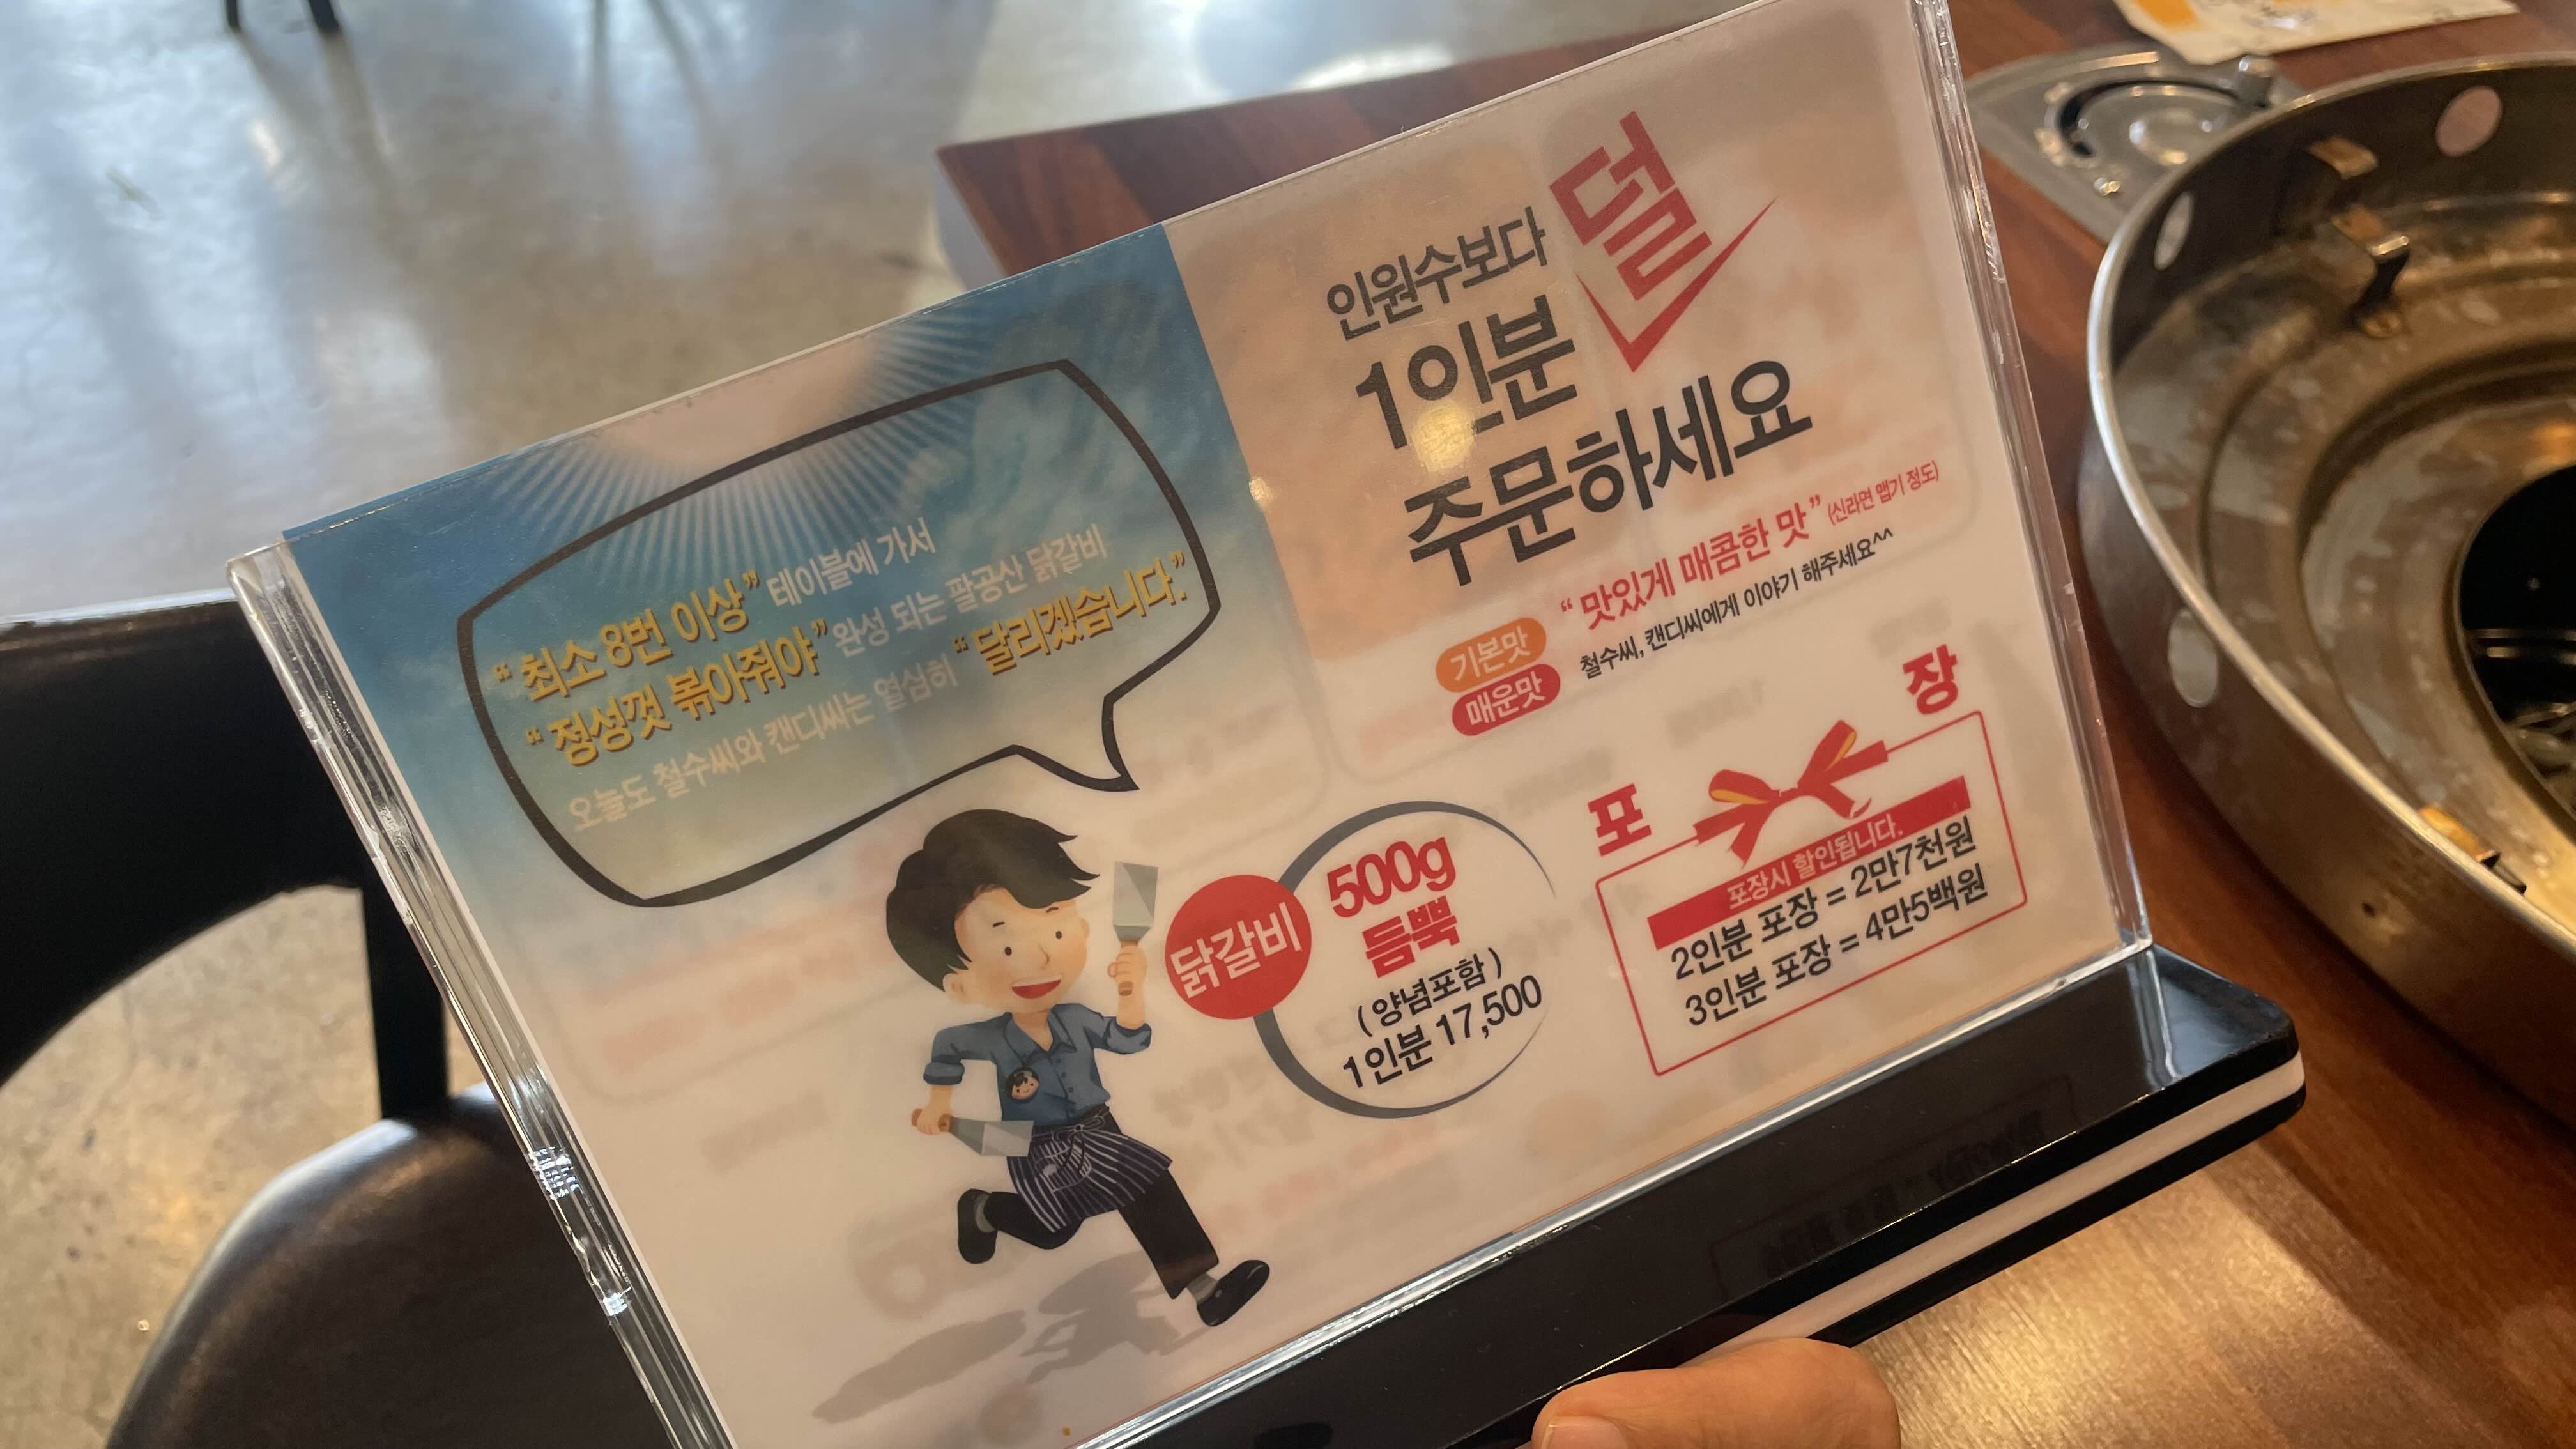 “최소 8번 이상” 테이블에 가서
“정성껏 볶아줘야” 완성 되는 팔공산 닭갈비
오늘도 철수씨와 캔디씨는 열심히 “달리겠습니다.”
인원수보다 덜
1인분
주문하세요
기본맛 “맛있게 매콤한 맛” (신라면 맵기 정도)
매운맛 철수씨, 캔디씨에게 이야기 해주세요^^
닭갈비
500g
듬뿍
(양념포함)
1인분 17,500
포장
포장시 할인됩니다.
2인분 포장 = 2만7천원
3인분 포장 = 4만5백원